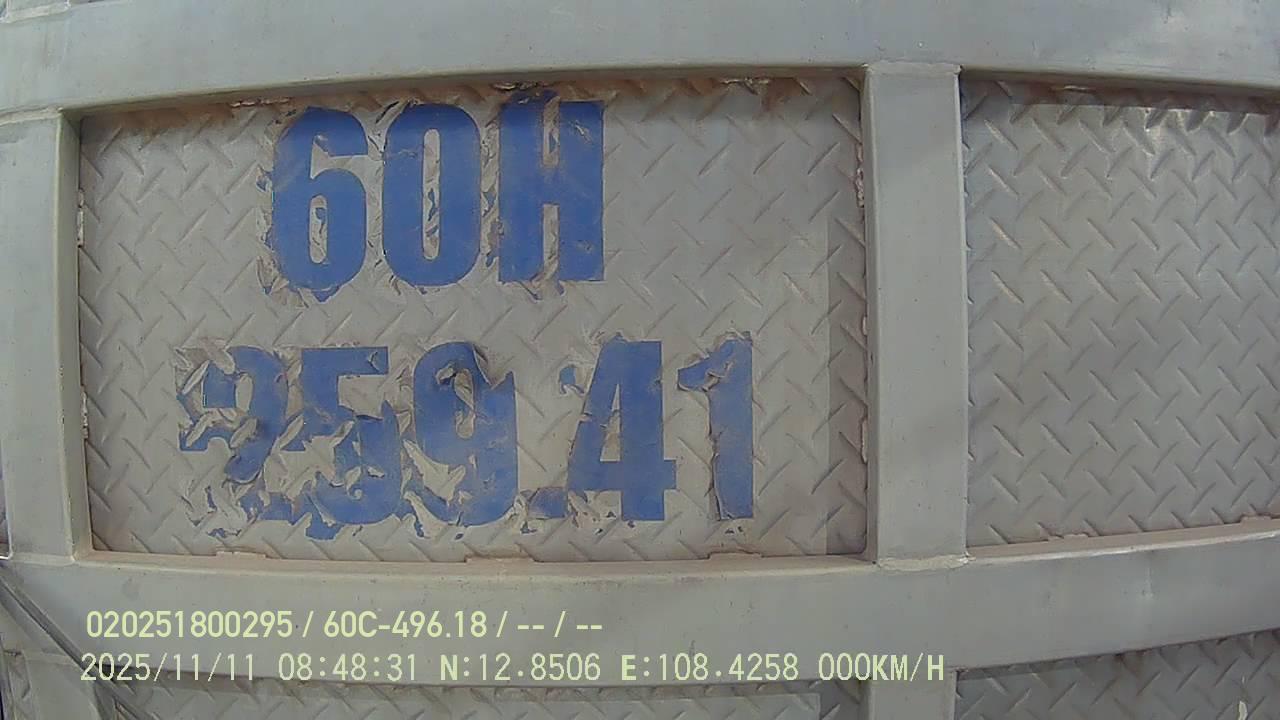 60H
259.41
020251800295 / 60C-496.18 / -- / --
2025/11/11 08:48:31 N:12.8506 E:108.4258 000KM/H